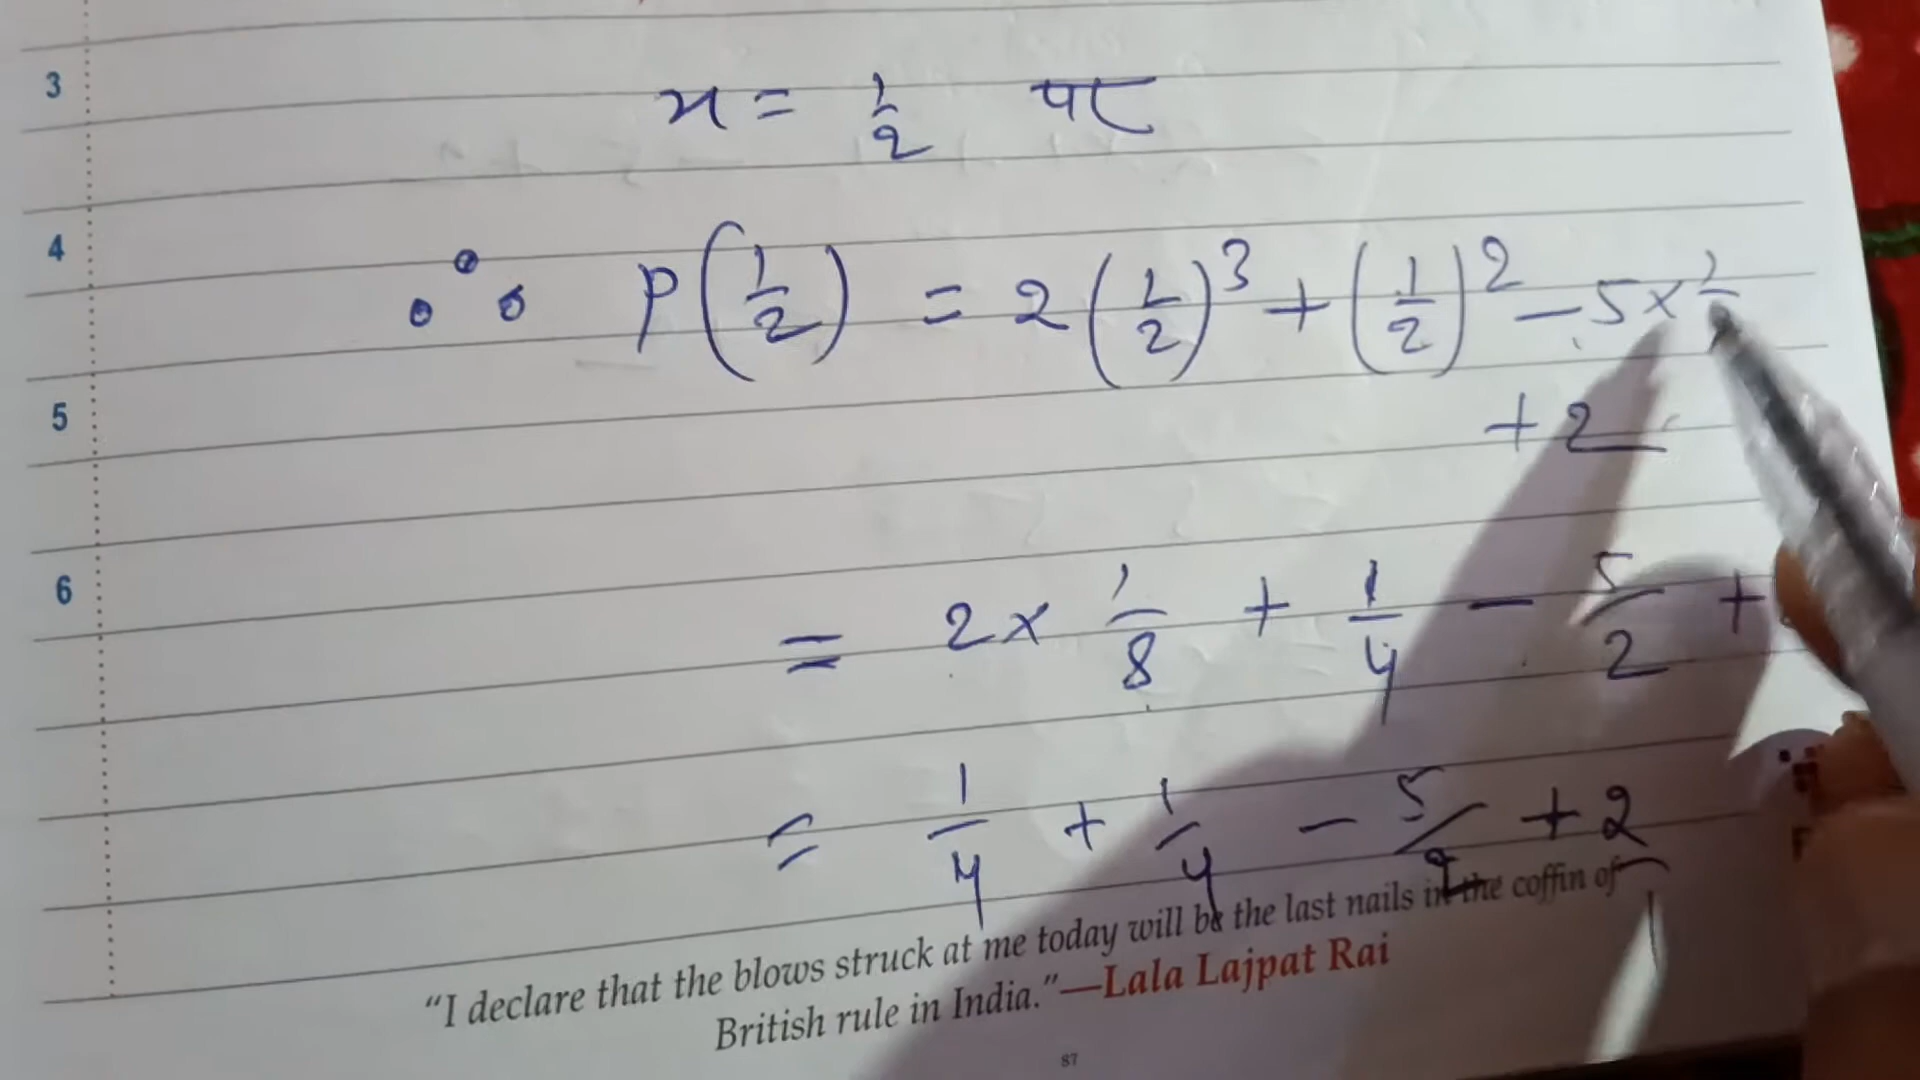 3
x = 1/2 पर
4
∴ P(1/2) = 2(1/2)³ + (1/2)² - 5×1/2
5
+2
6
= 2× 1/8 + 1/4 - 5/2 +
= 1/4 + 1/4 - 5/2 + 2/1
“I declare that the blows struck at me today will be the last nails in the coffin of
British rule in India.”—Lala Lajpat Rai
87